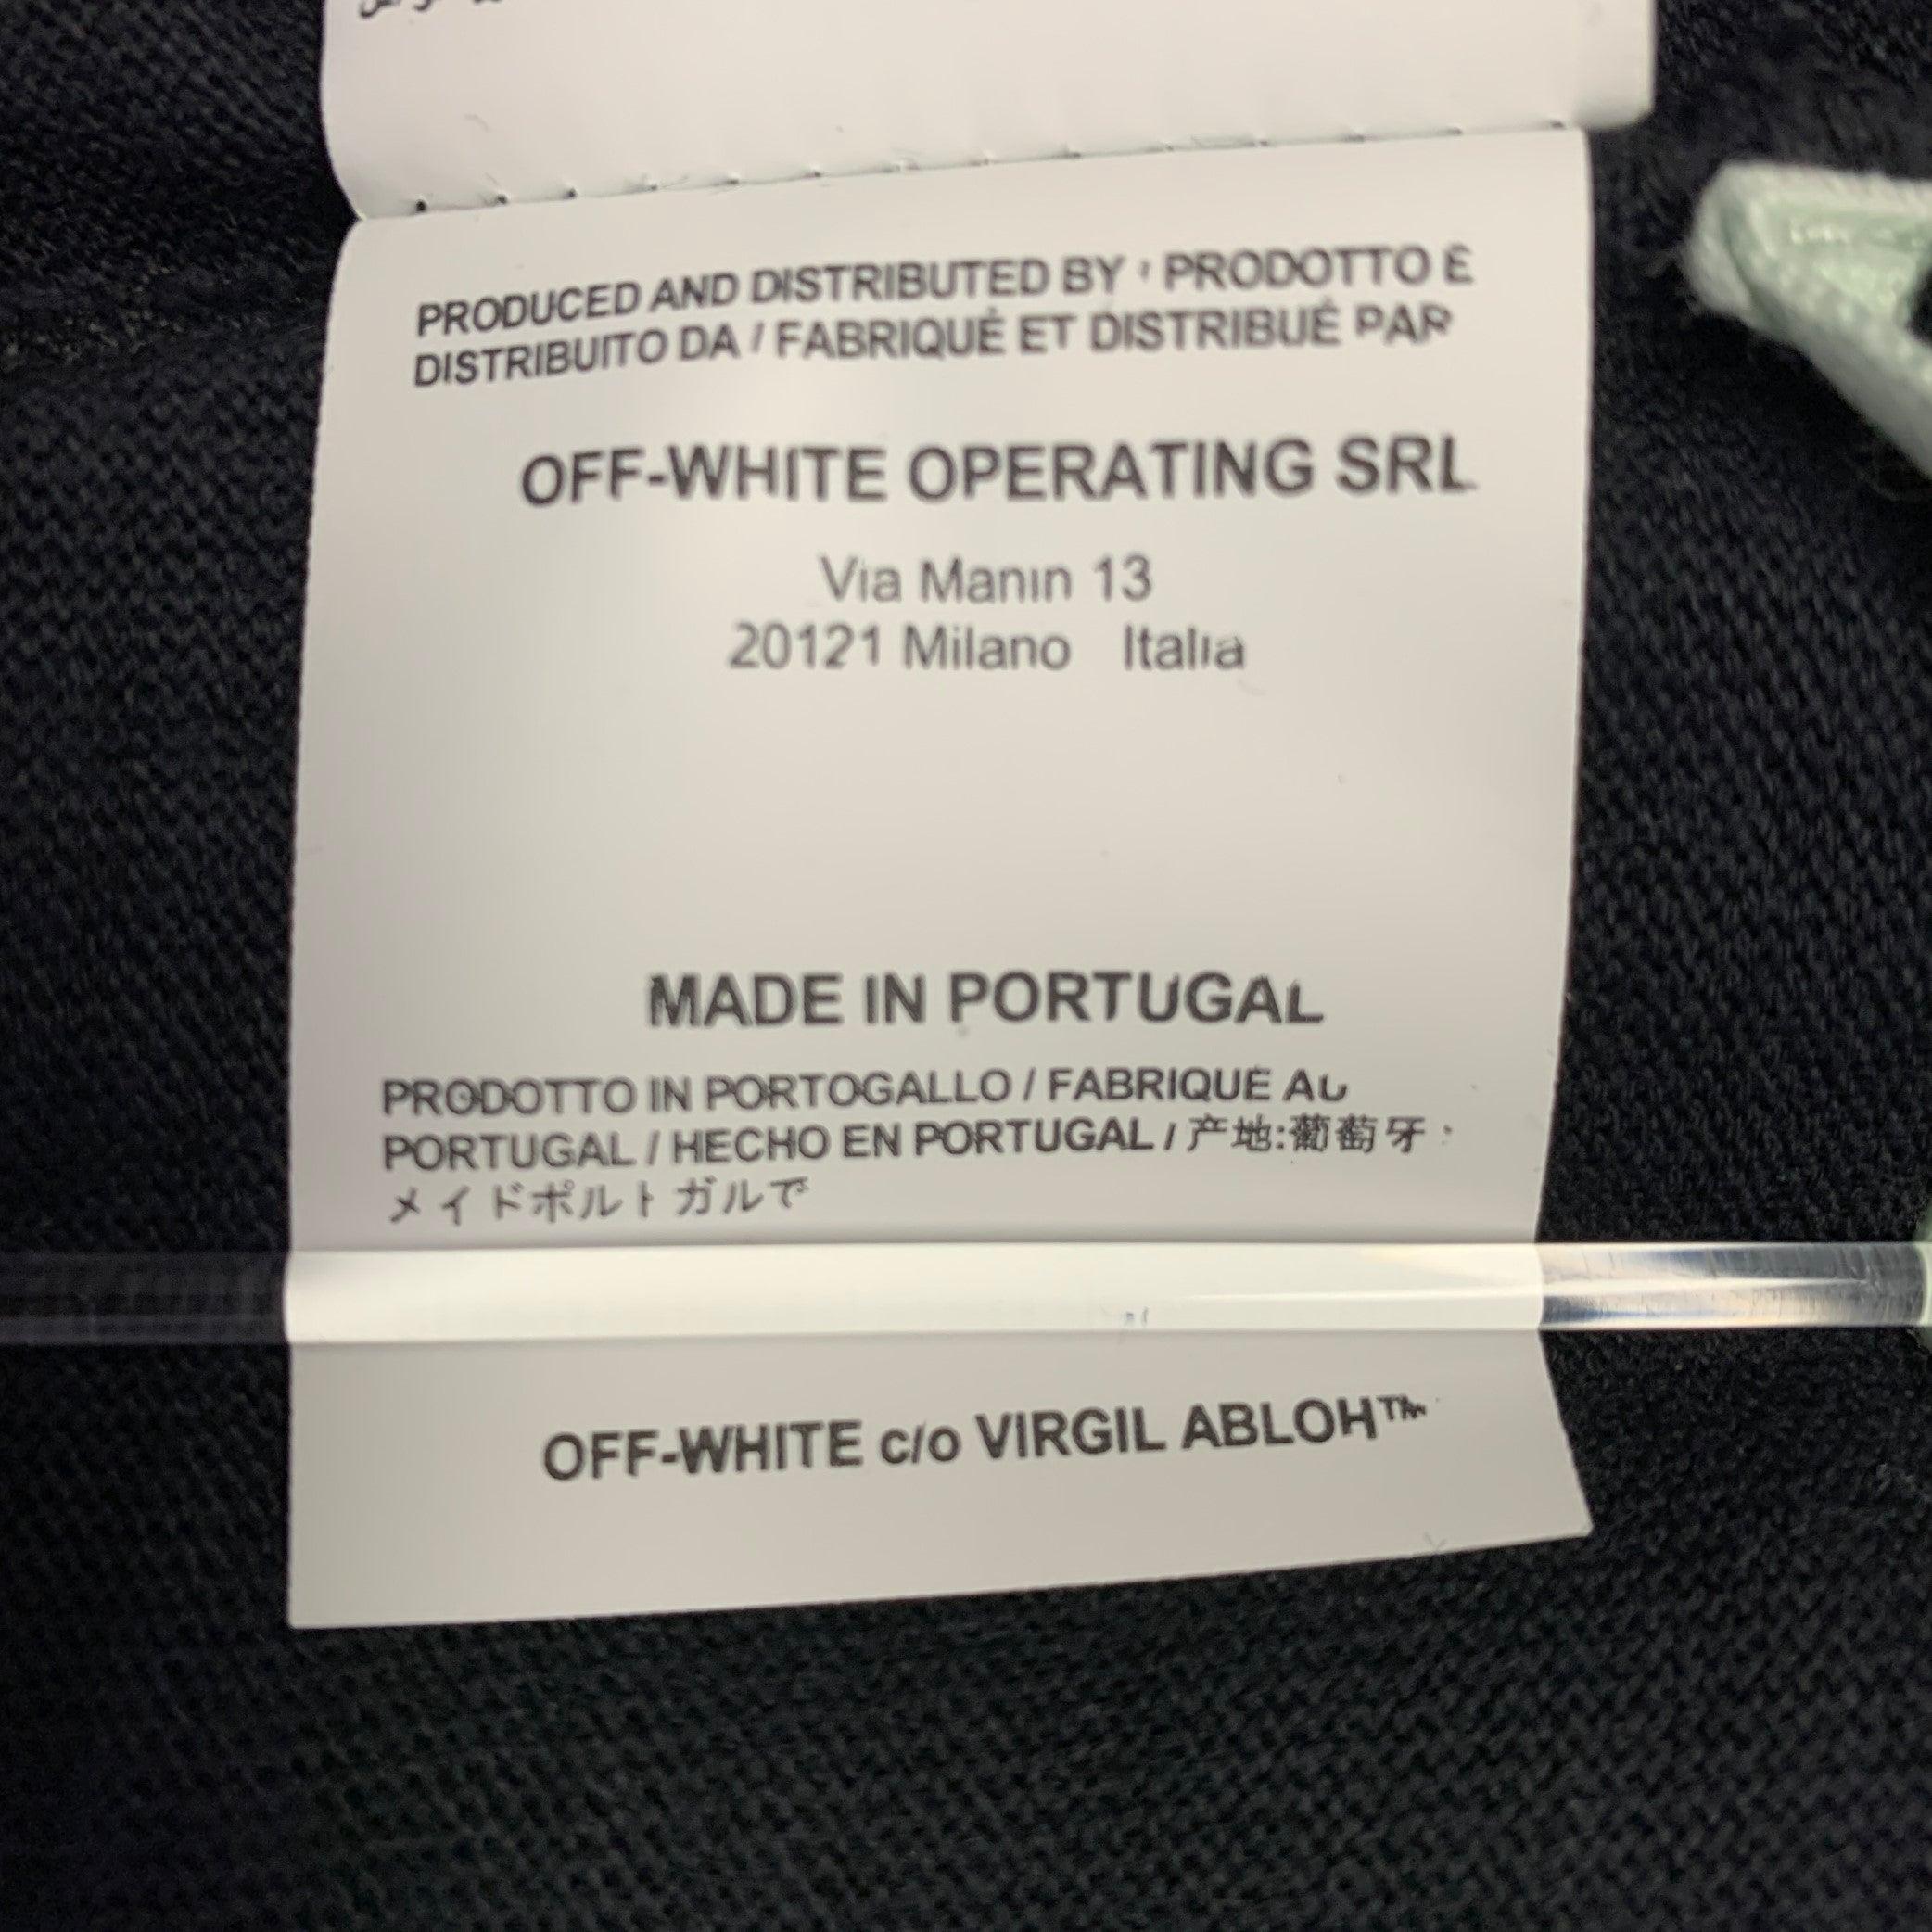 PRODUCED AND DISTRIBUTED BY / PRODOTTO E
DISTRIBUITO DA / FABRIQUÉ ET DISTRIBUÉ PAR
OFF-WHITE OPERATING SRL
Via Manin 13
20121 Milano Italia
MADE IN PORTUGAL
PRODOTTO IN PORTOGALLO / FABRIQUÉ AU
PORTUGAL / HECHO EN PORTUGAL / 产地:葡萄牙 /
メイドポルトガルで
OFF-WHITE c/o VIRGIL ABLOH™